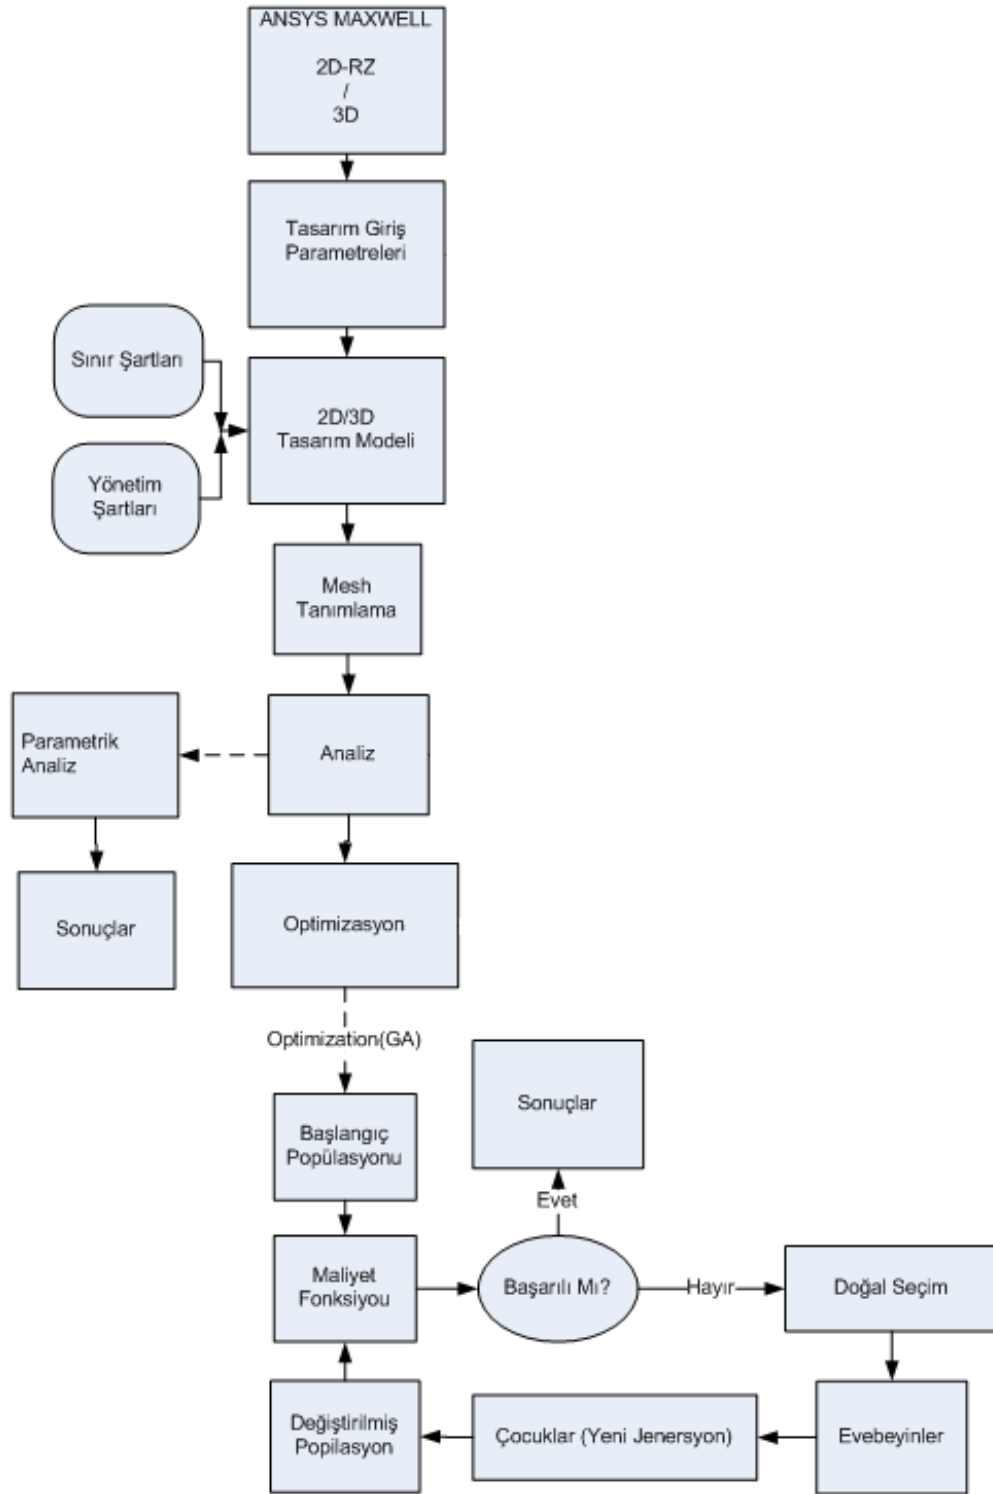 ANSYS MAXWELL
2D-RZ
/
3D
Tasarım Giriş
Parametreleri
Sınır Şartları
2D/3D
Tasarım Modeli
Yönetim
Şartları
Mesh
Tanımlama
Parametrik
Analiz
Analiz
Sonuçlar
Optimizasyon
Optimization(GA)
Başlangıç
Popülasyonu
Sonuçlar
Evet
Maliyet
Fonksiyou
Başarılı Mı?
Hayır
Doğal Seçim
Değiştirilmiş
Popilasyon
Çocuklar (Yeni Jenersyon)
Evebeyinler